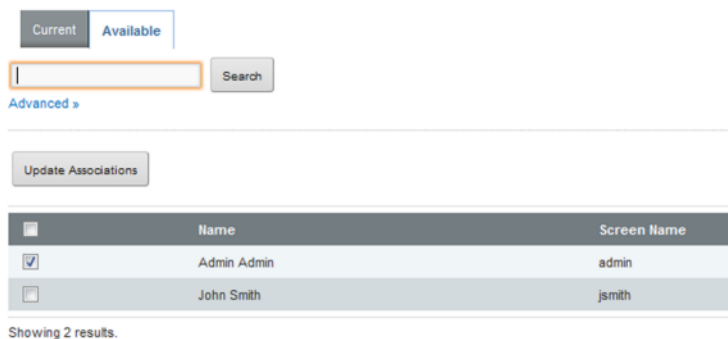 Current Available
Search
Advanced »
Update Associations
Name Screen Name
Admin Admin admin
John Smith jsmith
Showing 2 results.